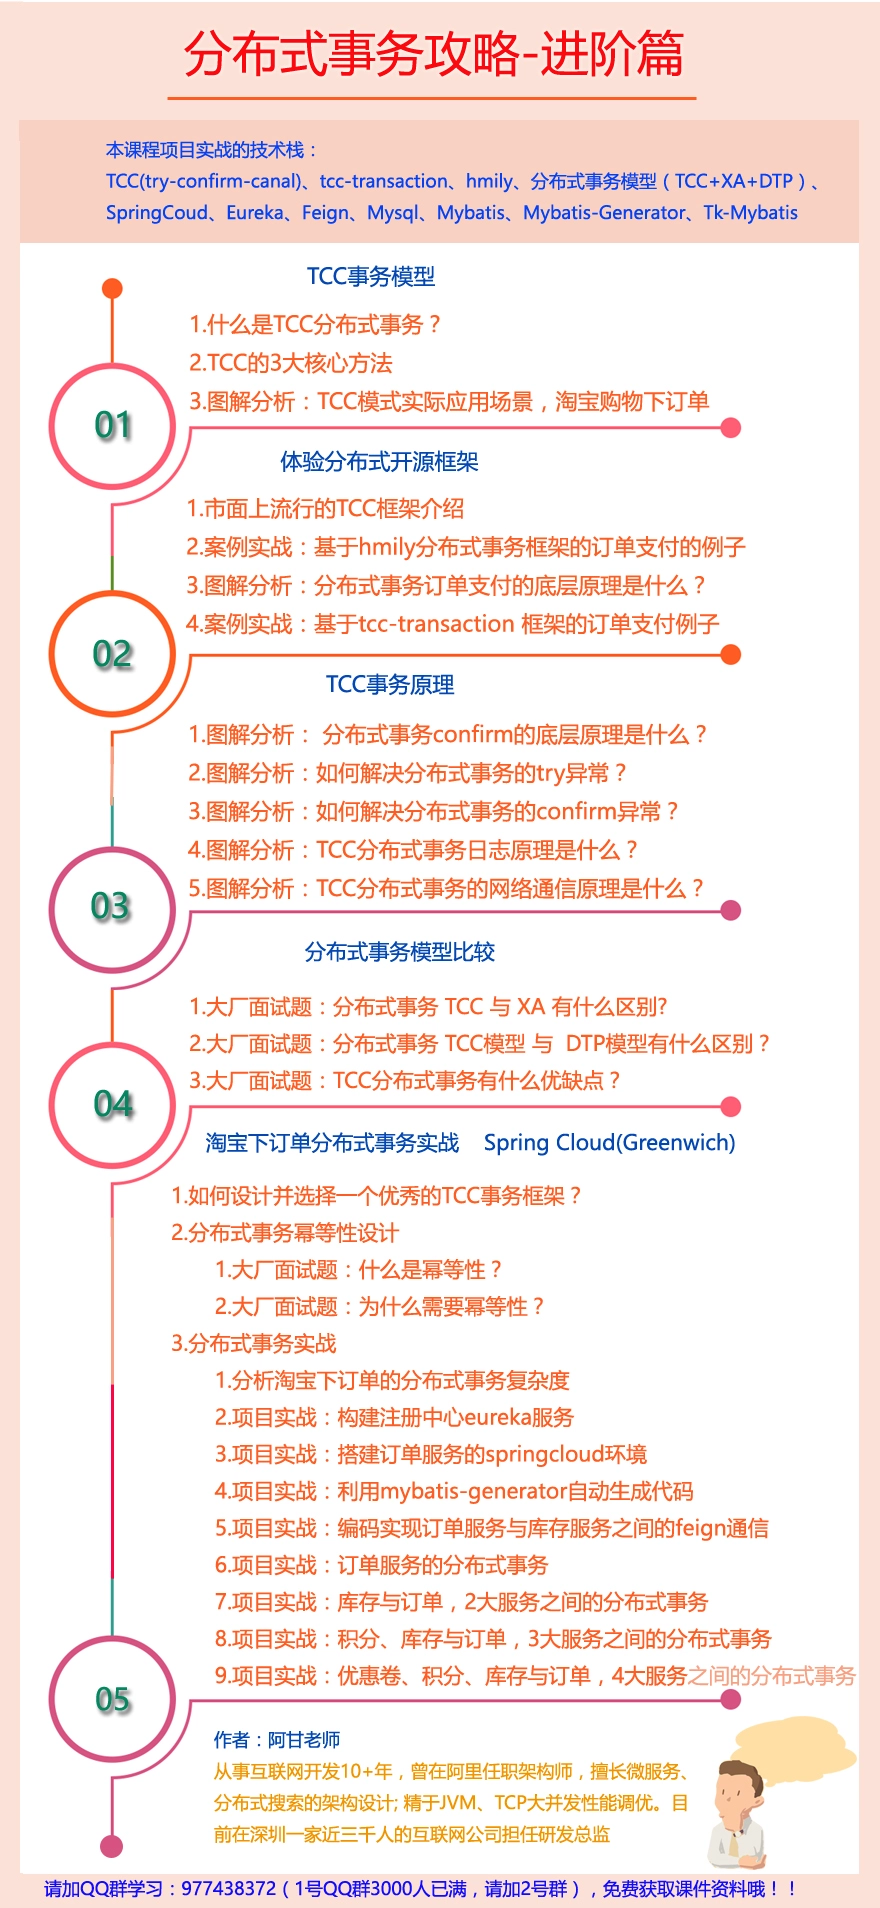 分布式事务攻略-进阶篇
本课程项目实战的技术栈：
TCC(try-confirm-canal)、tcc-transaction、hmily、分布式事务模型（TCC+XA+DTP）、
SpringCoud、Eureka、Feign、Mysql、Mybatis、Mybatis-Generator、Tk-Mybatis
TCC事务模型
1.什么是TCC分布式事务？
2.TCC的3大核心方法
3.图解分析：TCC模式实际应用场景，淘宝购物下订单
01
体验分布式开源框架
1.市面上流行的TCC框架介绍
2.案例实战：基于hmily分布式事务框架的订单支付的例子
3.图解分析：分布式事务订单支付的底层原理是什么？
4.案例实战：基于tcc-transaction 框架的订单支付例子
02
TCC事务原理
1.图解分析： 分布式事务confirm的底层原理是什么？
2.图解分析：如何解决分布式事务的try异常？
3.图解分析：如何解决分布式事务的confirm异常？
4.图解分析：TCC分布式事务日志原理是什么？
5.图解分析：TCC分布式事务的网络通信原理是什么？
03
分布式事务模型比较
1.大厂面试题：分布式事务 TCC 与 XA 有什么区别?
2.大厂面试题：分布式事务 TCC模型 与  DTP模型有什么区别？
3.大厂面试题：TCC分布式事务有什么优缺点？
04
淘宝下订单分布式事务实战    Spring Cloud(Greenwich)
1.如何设计并选择一个优秀的TCC事务框架？
2.分布式事务幂等性设计
1.大厂面试题：什么是幂等性？
2.大厂面试题：为什么需要幂等性？
3.分布式事务实战
1.分析淘宝下订单的分布式事务复杂度
2.项目实战：构建注册中心eureka服务
3.项目实战：搭建订单服务的springcloud环境
4.项目实战：利用mybatis-generator自动生成代码
5.项目实战：编码实现订单服务与库存服务之间的feign通信
6.项目实战：订单服务的分布式事务
7.项目实战：库存与订单，2大服务之间的分布式事务
8.项目实战：积分、库存与订单，3大服务之间的分布式事务
9.项目实战：优惠卷、积分、库存与订单，4大服务之间的分布式事务
05
作者：阿甘老师
从事互联网开发10+年，曾在阿里任职架构师，擅长微服务、
分布式搜索的架构设计; 精于JVM、TCP大并发性能调优。目
前在深圳一家近三千人的互联网公司担任研发总监
请加QQ群学习：977438372（1号QQ群3000人已满，请加2号群），免费获取课件资料哦！！